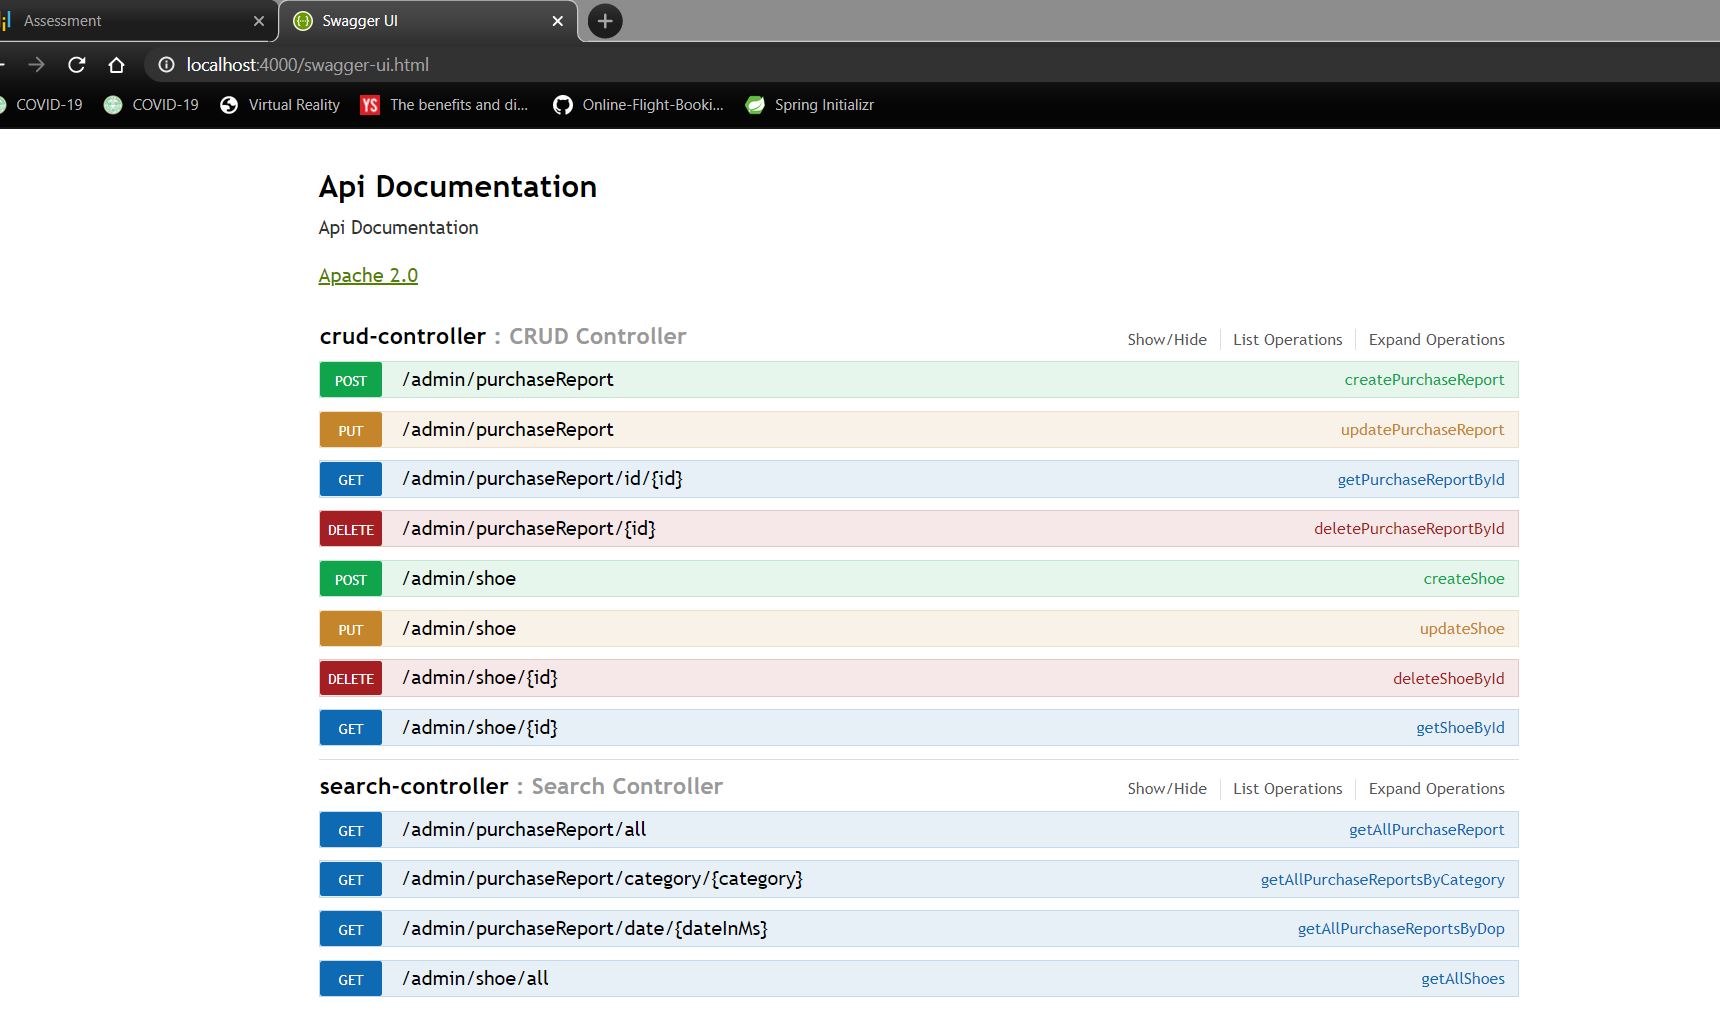 Assessment
Swagger UI
localhost:4000/swagger-ui.html
COVID-19 COVID-19 Virtual Reality YS The benefits and di... Online-Flight-Booki... Spring Initializr
Api Documentation
Api Documentation
Apache 2.0
crud-controller : CRUD Controller Show/Hide List Operations Expand Operations
POST /admin/purchaseReport createPurchaseReport
PUT /admin/purchaseReport updatePurchaseReport
GET /admin/purchaseReport/id/{id} getPurchaseReportById
DELETE /admin/purchaseReport/{id} deletePurchaseReportById
POST /admin/shoe createShoe
PUT /admin/shoe updateShoe
DELETE /admin/shoe/{id} deleteShoeById
GET /admin/shoe/{id} getShoeById
search-controller : Search Controller Show/Hide List Operations Expand Operations
GET /admin/purchaseReport/all getAllPurchaseReport
GET /admin/purchaseReport/category/{category} getAllPurchaseReportsByCategory
GET /admin/purchaseReport/date/{dateInMs} getAllPurchaseReportsByDop
GET /admin/shoe/all getAllShoes